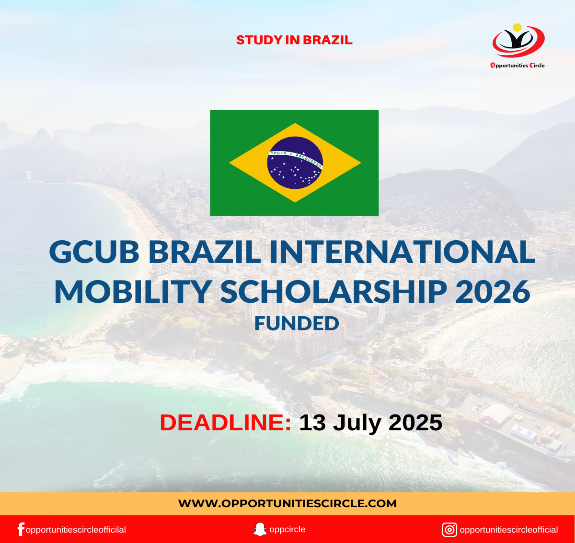 STUDY IN BRAZIL
Opportunities Circle
GCUB BRAZIL INTERNATIONAL
MOBILITY SCHOLARSHIP 2026
FUNDED
DEADLINE: 13 July 2025
WWW.OPPORTUNITIESCIRCLE.COM
opportunitiescircleofficilal
oppcircle
opportunitiescircleofficial